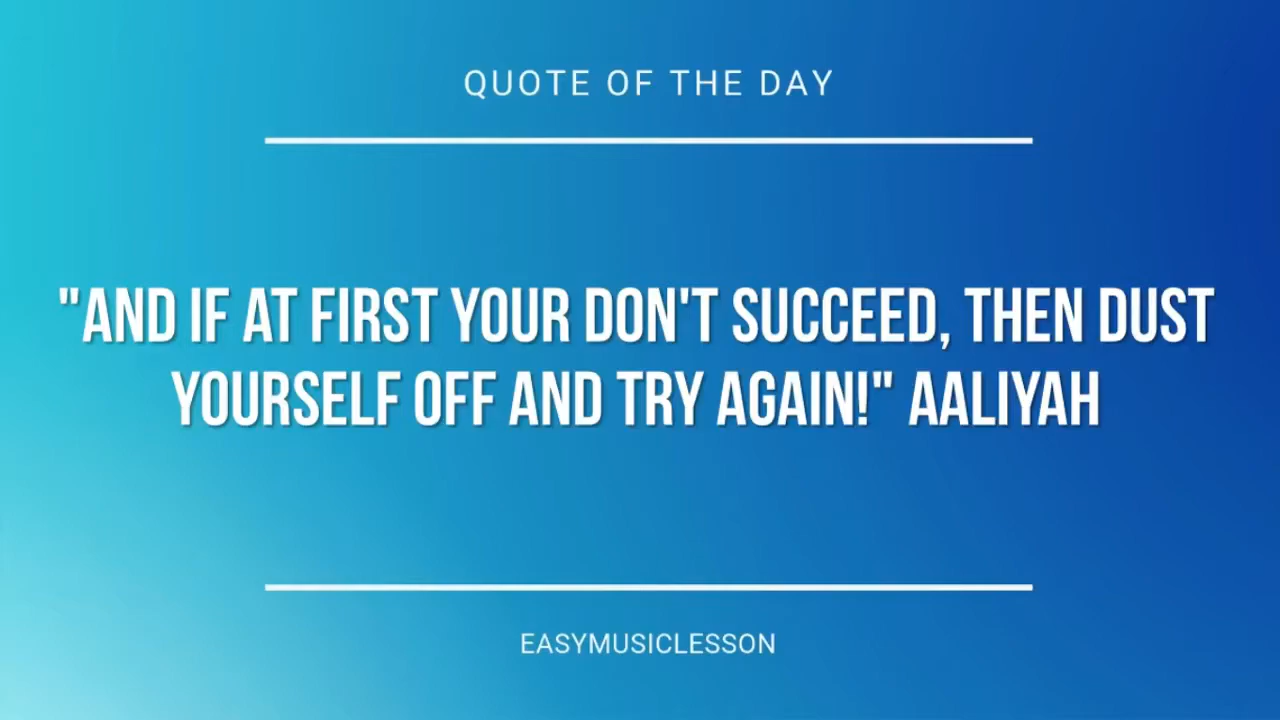 QUOTE OF THE DAY
"AND IF AT FIRST YOUR DON'T SUCCEED, THEN DUST
YOURSELF OFF AND TRY AGAIN!" AALIYAH
EASYMUSICLESSON